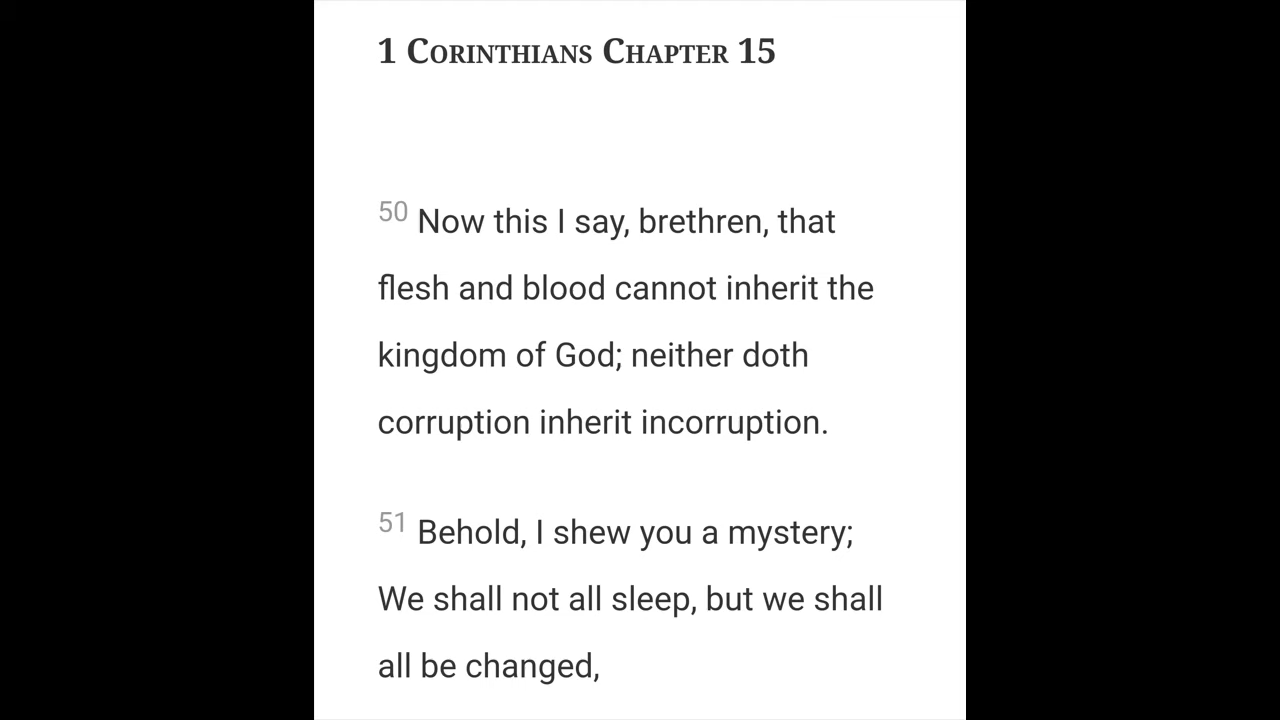 1 Corinthians Chapter 15
50 Now this I say, brethren, that
flesh and blood cannot inherit the
kingdom of God; neither doth
corruption inherit incorruption.
51 Behold, I shew you a mystery;
We shall not all sleep, but we shall
all be changed,